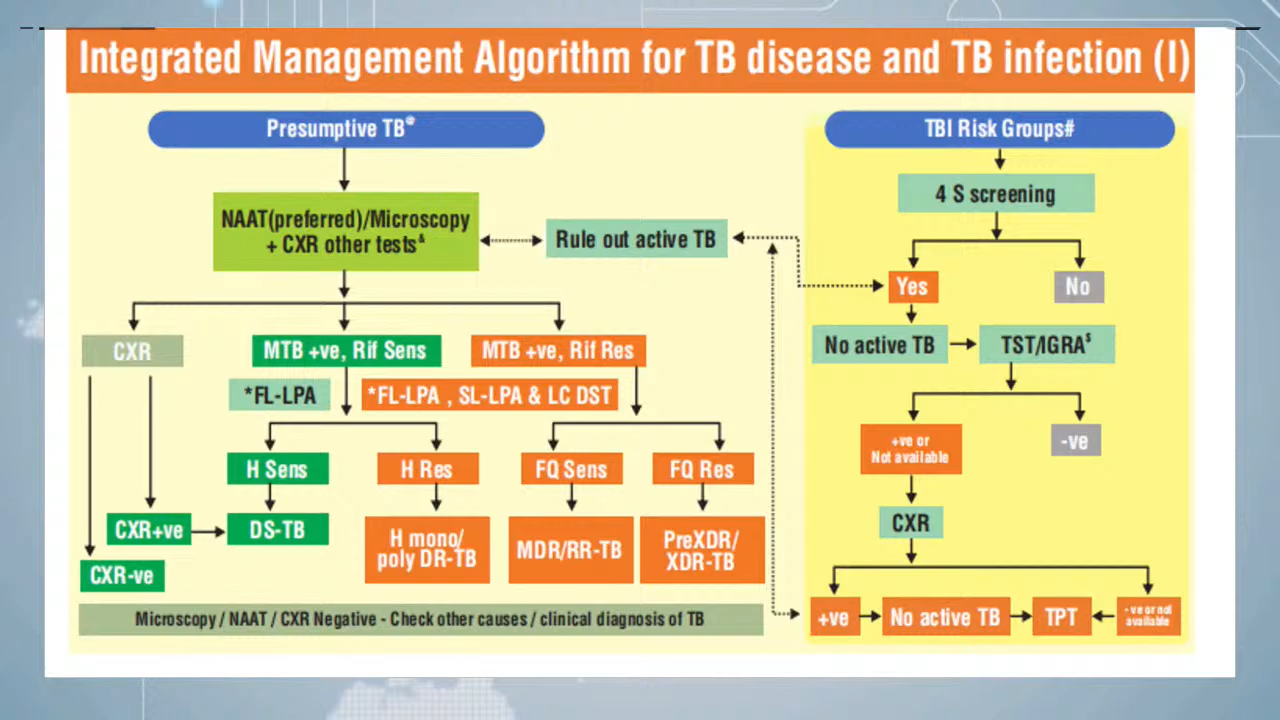 Integrated Management Algorithm for TB disease and TB infection (I)
Presumptive TB@
NAAT(preferred)/Microscopy
+ CXR other tests&
Rule out active TB
CXR
MTB +ve, Rif Sens
MTB +ve, Rif Res
*FL-LPA
*FL-LPA , SL-LPA & LC DST
H Sens
H Res
FQ Sens
FQ Res
CXR+ve
DS-TB
H mono/
poly DR-TB
MDR/RR-TB
PreXDR/
XDR-TB
CXR-ve
Microscopy / NAAT / CXR Negative - Check other causes / clinical diagnosis of TB
TBI Risk Groups#
4 S screening
Yes
No
No active TB
TST/IGRA$
+ve or
Not available
-ve
CXR
+ve
No active TB
TPT
- ve or not
available